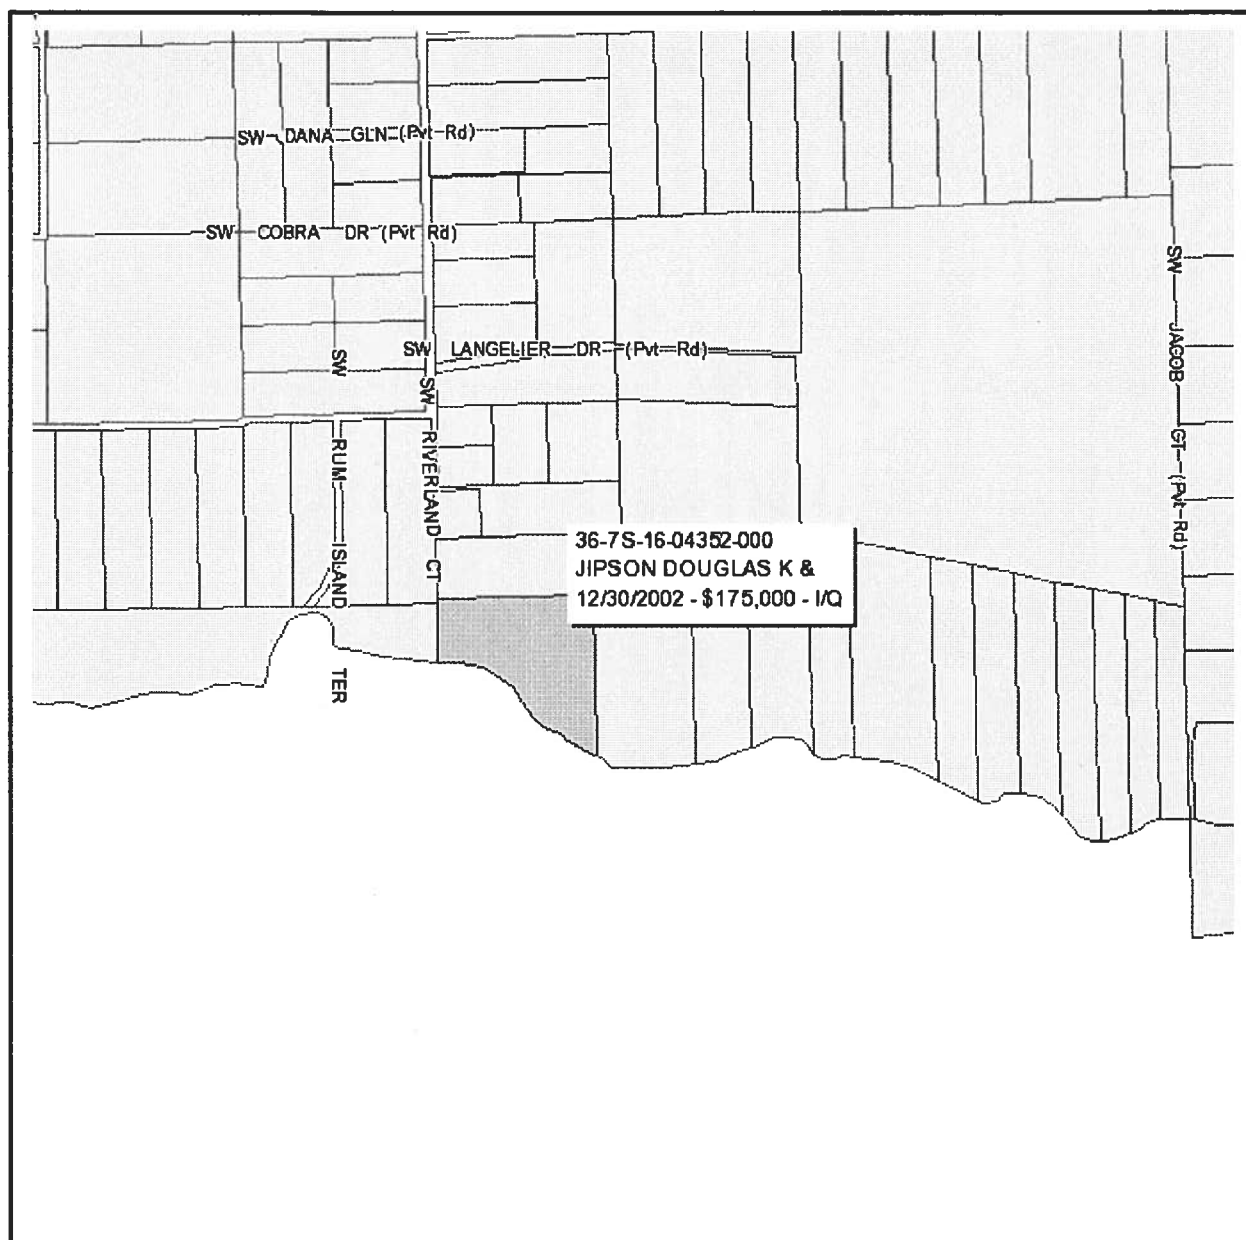 SW DANA GLN (Pvt Rd)
SW COBRA DR (Pvt Rd)
SW LANGELIER DR (Pvt Rd)
SW RUM ISLAND TER
SW RIVERLAND CT
SW JACOB GT (Pvt Rd)
36-7S-16-04352-000
JIPSON DOUGLAS K &
12/30/2002 - $175,000 - I/Q